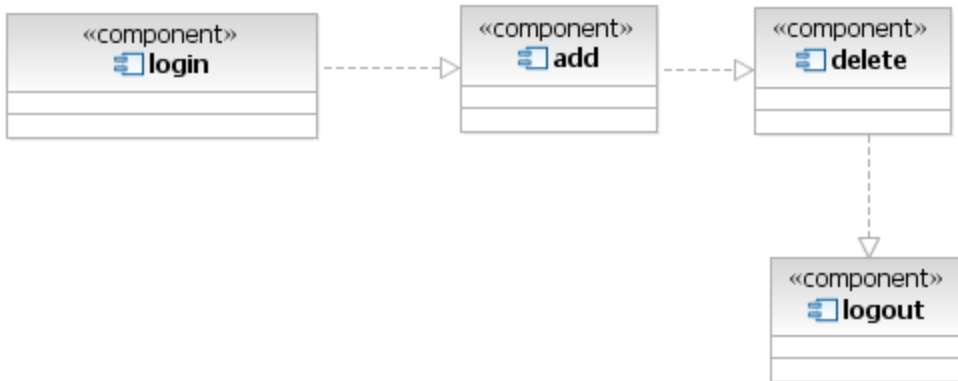 «component»
login
«component»
add
«component»
delete
«component»
logout